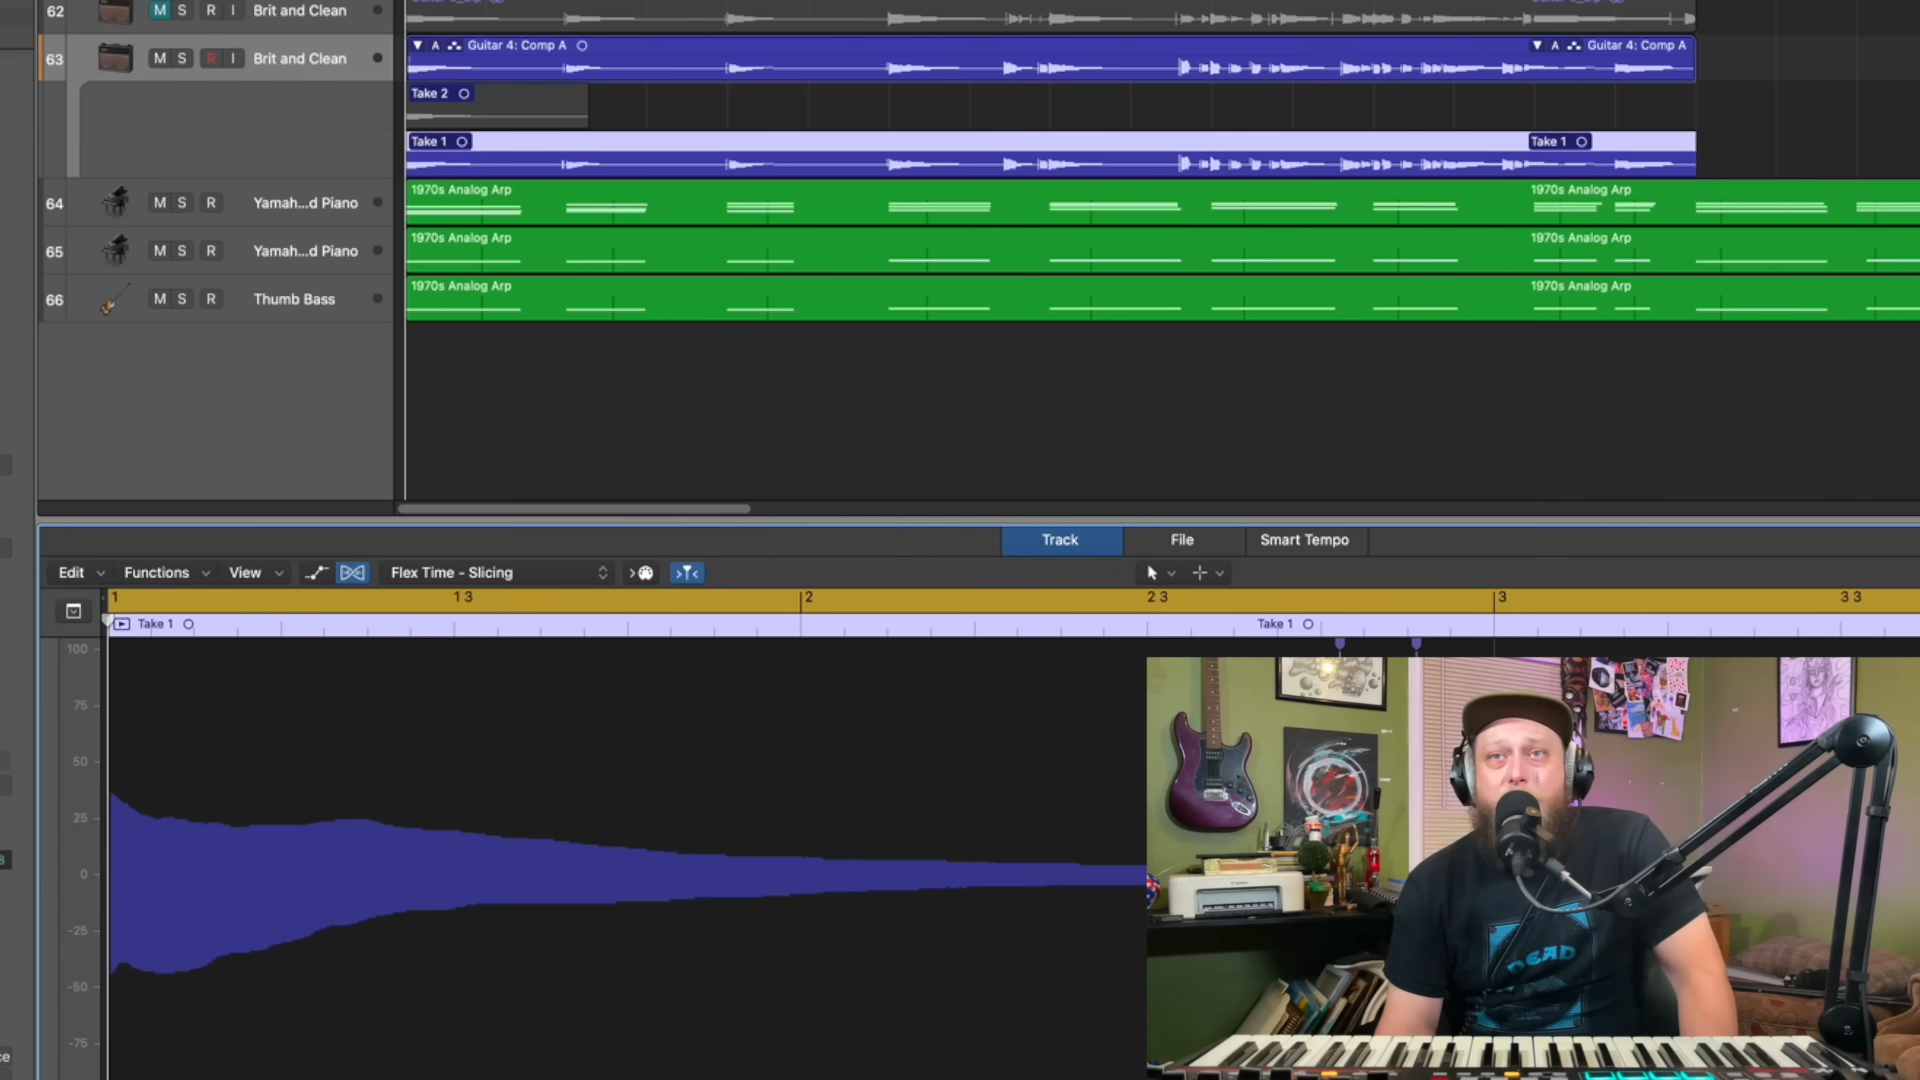 62 M S R I Brit and Clean
63 M S R I Brit and Clean
A Guitar 4: Comp A
A Guitar 4: Comp A
Take 2
Take 1
Take 1
64 M S R Yamah...d Piano
1970s Analog Arp
1970s Analog Arp
65 M S R Yamah...d Piano
1970s Analog Arp
1970s Analog Arp
66 M S R Thumb Bass
1970s Analog Arp
1970s Analog Arp
Track File Smart Tempo
Edit Functions View Flex Time - Slicing
1 1 3 2 2 3 3 3 3
Take 1
Take 1
100
75
50
25
0
-25
-50
-75
8
ce
DEAD